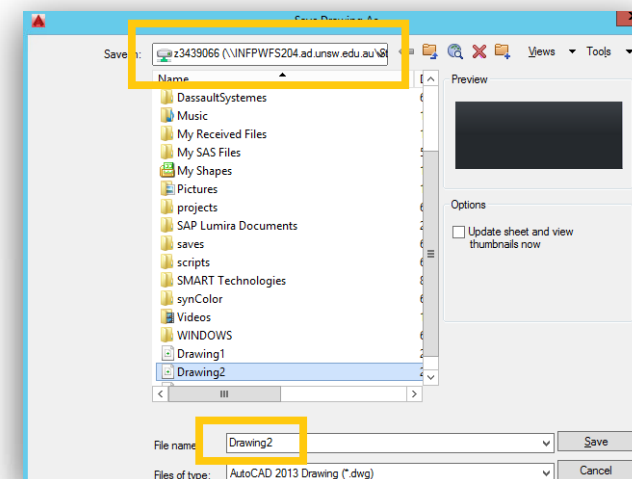 Save Drawing As
Save in:
z3439066 (\\INFPWFS204.ad.unsw.edu.au\St
Views
Tools
Name
Preview
DassaultSystemes
Music
My Received Files
My SAS Files
My Shapes
Pictures
projects
SAP Lumira Documents
saves
scripts
SMART Technologies
synColor
Videos
WINDOWS
Drawing1
Drawing2
Options
Update sheet and view
thumbnails now
File name
Drawing2
Save
Files of type:
AutoCAD 2013 Drawing (*.dwg)
Cancel